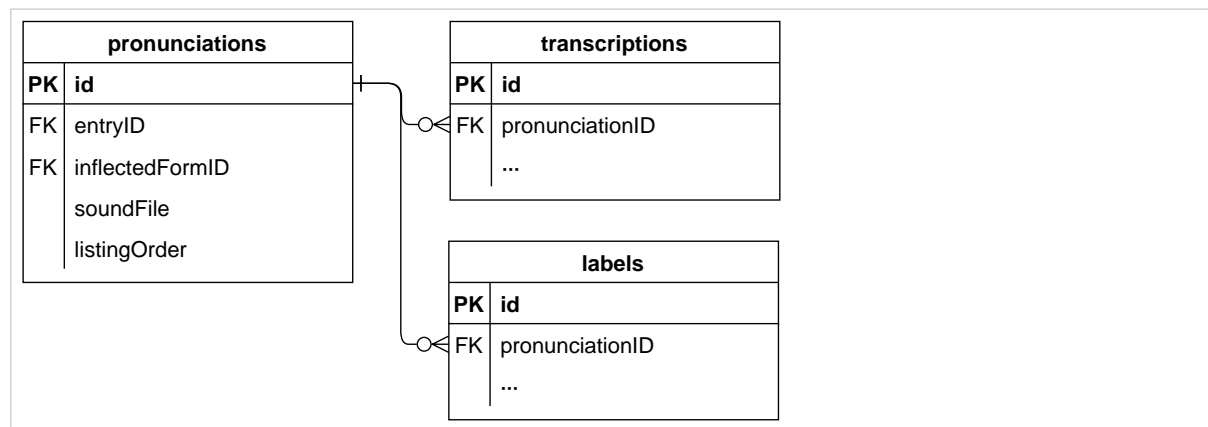 pronunciations
PK id
FK entryID
FK inflectedFormID
soundFile
listingOrder
transcriptions
PK id
FK pronunciationID
...
labels
PK id
FK pronunciationID
...